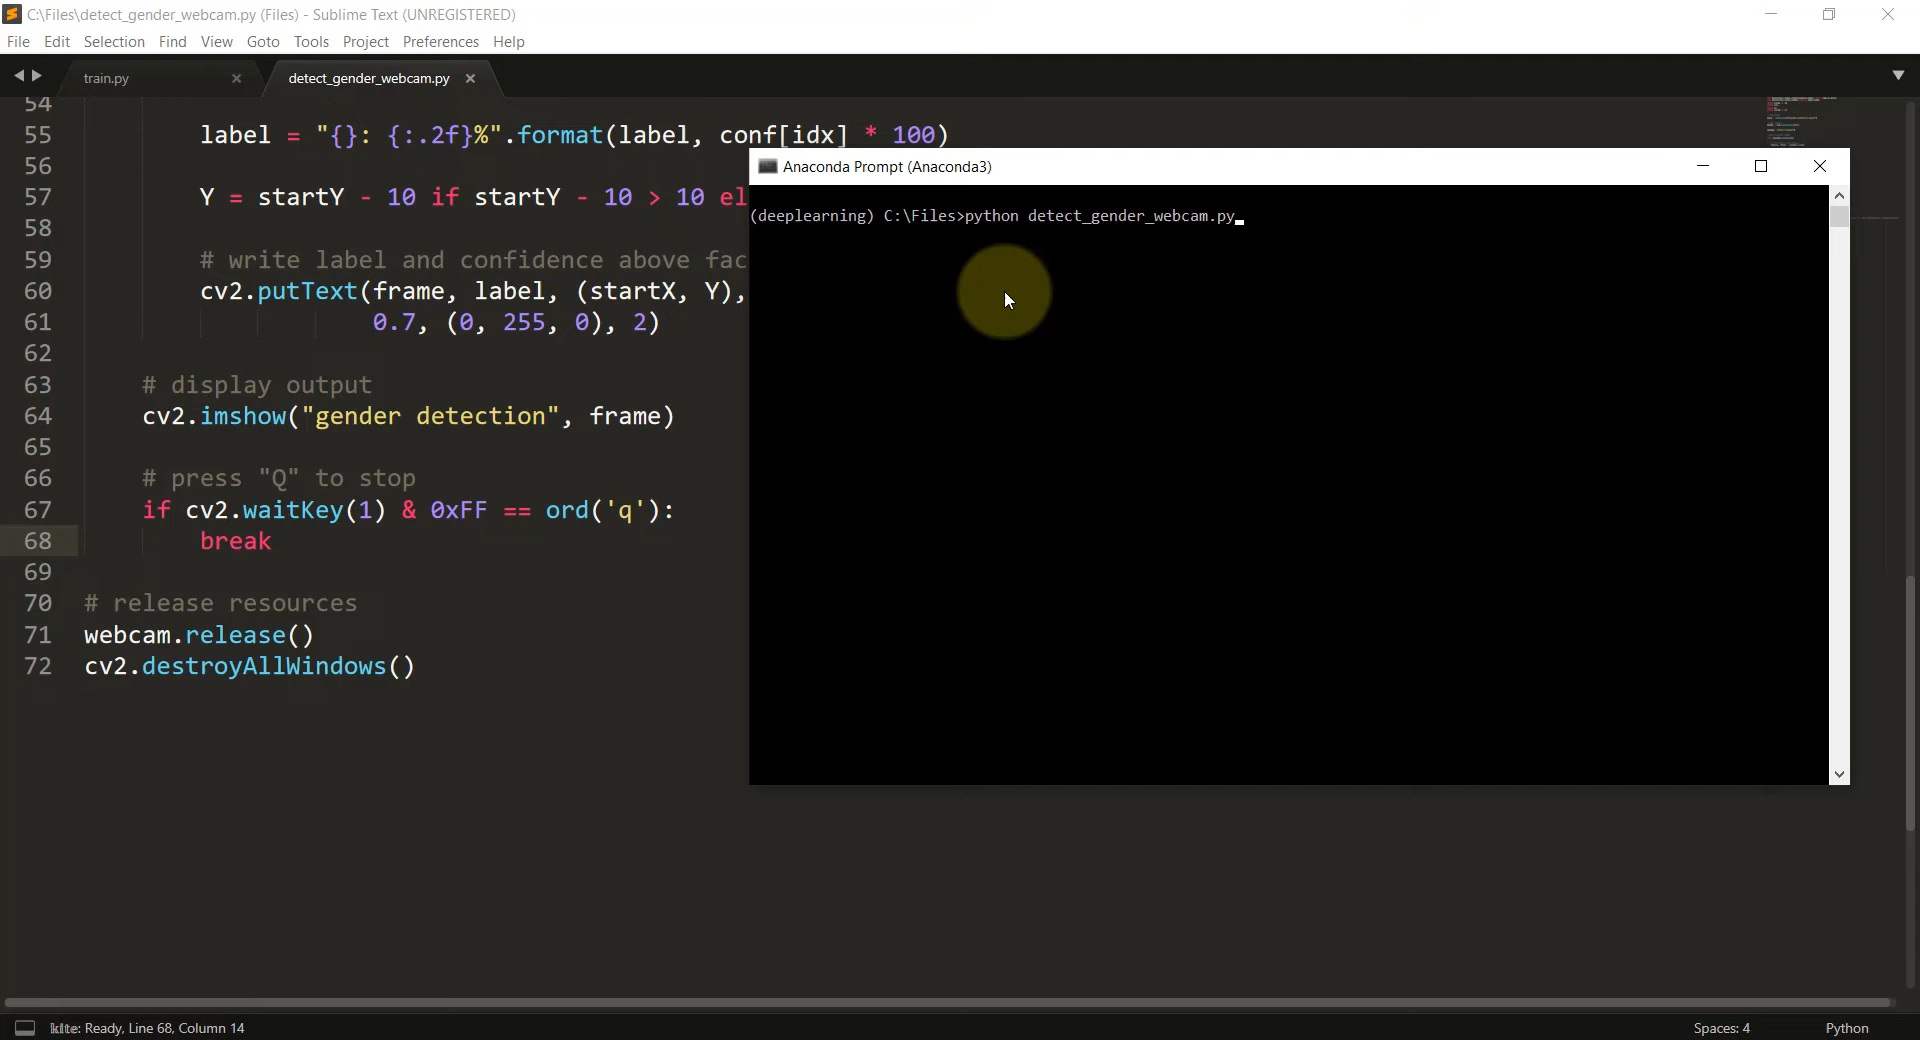 C:\Files\detect_gender_webcam.py (Files) - Sublime Text (UNREGISTERED)
File Edit Selection Find View Goto Tools Project Preferences Help
train.py detect_gender_webcam.py
54
55 label = "{}: {:.2f}%".format(label, conf[idx] * 100)
56
57 Y = startY - 10 if startY - 10 > 10 el
58
59 # write label and confidence above fac
60 cv2.putText(frame, label, (startX, Y),
61 0.7, (0, 255, 0), 2)
62
63 # display output
64 cv2.imshow("gender detection", frame)
65
66 # press "Q" to stop
67 if cv2.waitKey(1) & 0xFF == ord('q'):
68 break
69
70 # release resources
71 webcam.release()
72 cv2.destroyAllWindows()
Anaconda Prompt (Anaconda3)
(deeplearning) C:\Files>python detect_gender_webcam.py
kite: Ready, Line 68, Column 14
Spaces: 4 Python